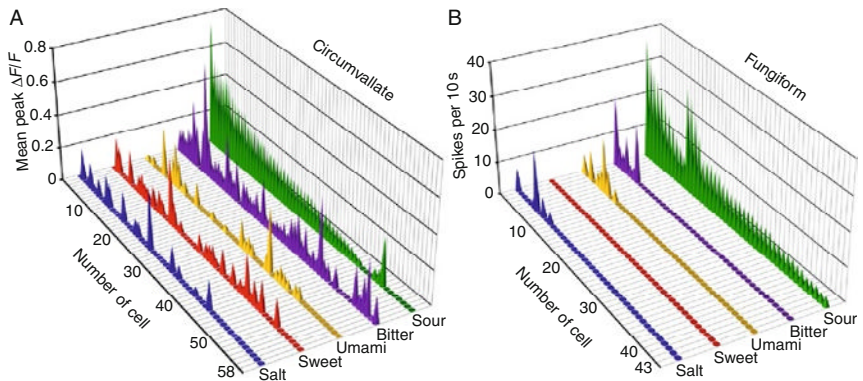 A
Mean peak ΔF/F
0.8
0.6
0.4
0.2
0
10
20
30
40
50
58
Number of cell
Circumvallate
Salt
Sweet
Umami
Bitter
Sour
B
Spikes per 10 s
40
30
20
10
0
10
20
30
40
43
Number of cell
Fungiform
Salt
Sweet
Umami
Bitter
Sour